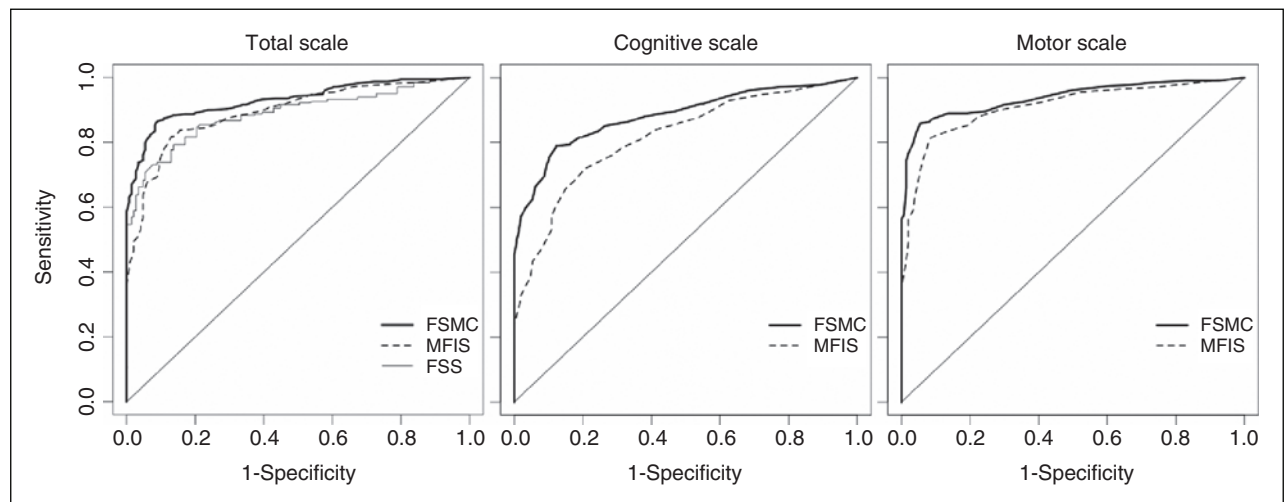 Total scale
Cognitive scale
Motor scale
Sensitivity
1.0
0.8
0.6
0.4
0.2
0.0
FSMC
MFIS
FSS
FSMC
MFIS
FSMC
MFIS
0.0 0.2 0.4 0.6 0.8 1.0
0.0 0.2 0.4 0.6 0.8 1.0
0.0 0.2 0.4 0.6 0.8 1.0
1-Specificity
1-Specificity
1-Specificity